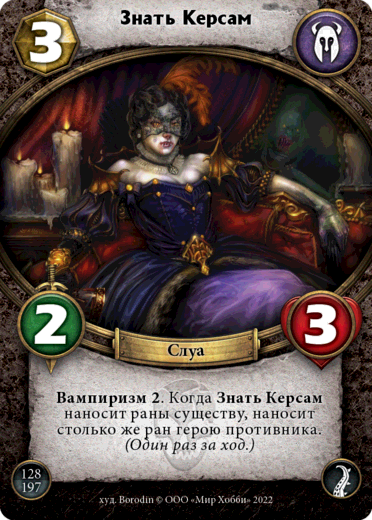 Знать Керсам
3
2
3
Слуа
Вампиризм 2. Когда Знать Керсам
наносит раны существу, наносит
столько же ран герою противника.
(Один раз за ход.)
128
197
худ. Borodin © ООО «Мир Хобби» 2022